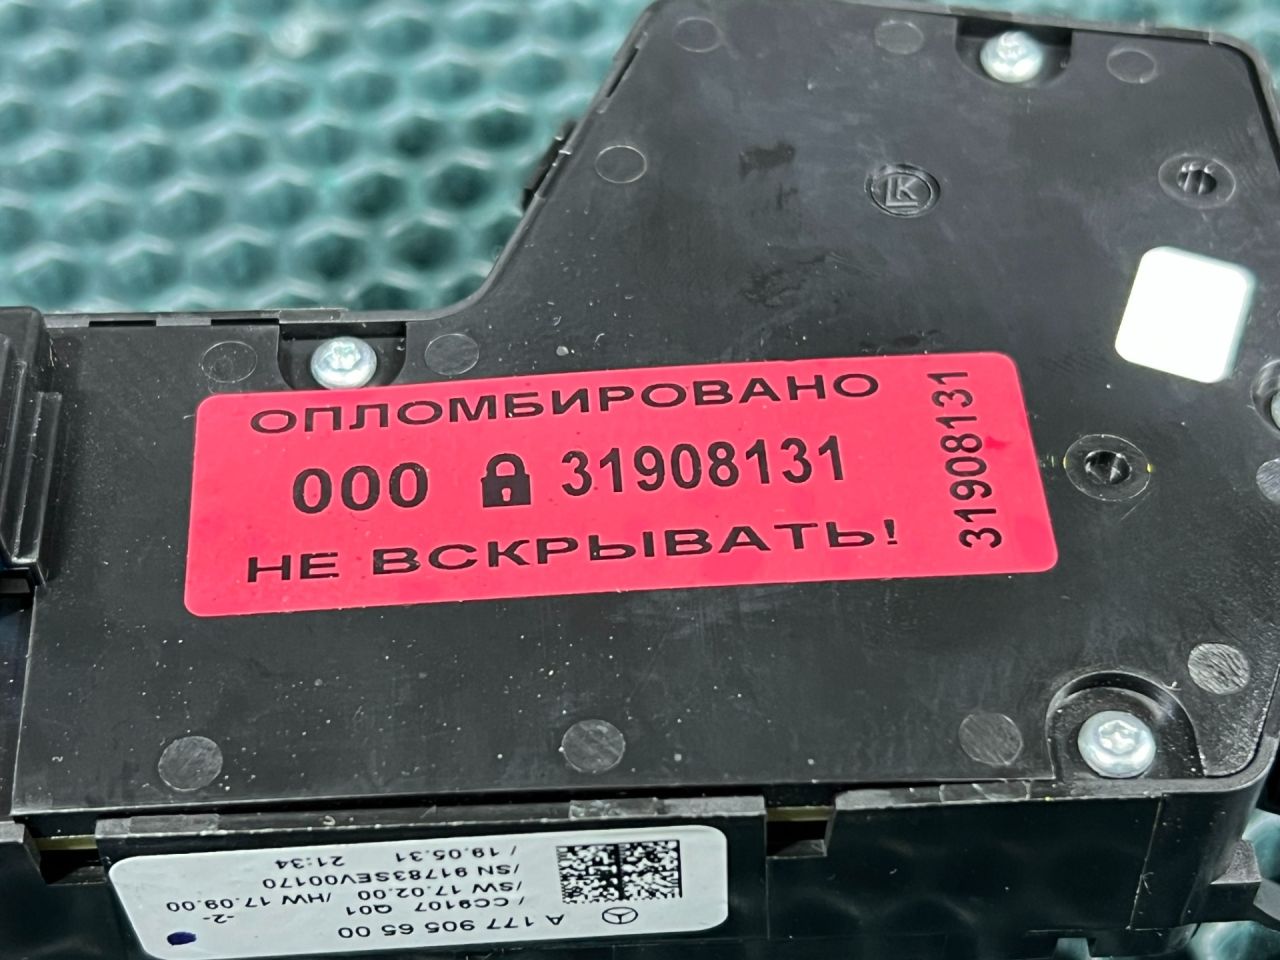 ОПЛОМБИРОВАНО
000 31908131
НЕ ВСКРЫВАТЬ!
31908131
LK
A 177 905 65 00
/ CC9107 Q01 -2-
/SW 17.02.00 /HW 17.09.00
/SN 91783SEV00170
/ 19.05.31 21:34